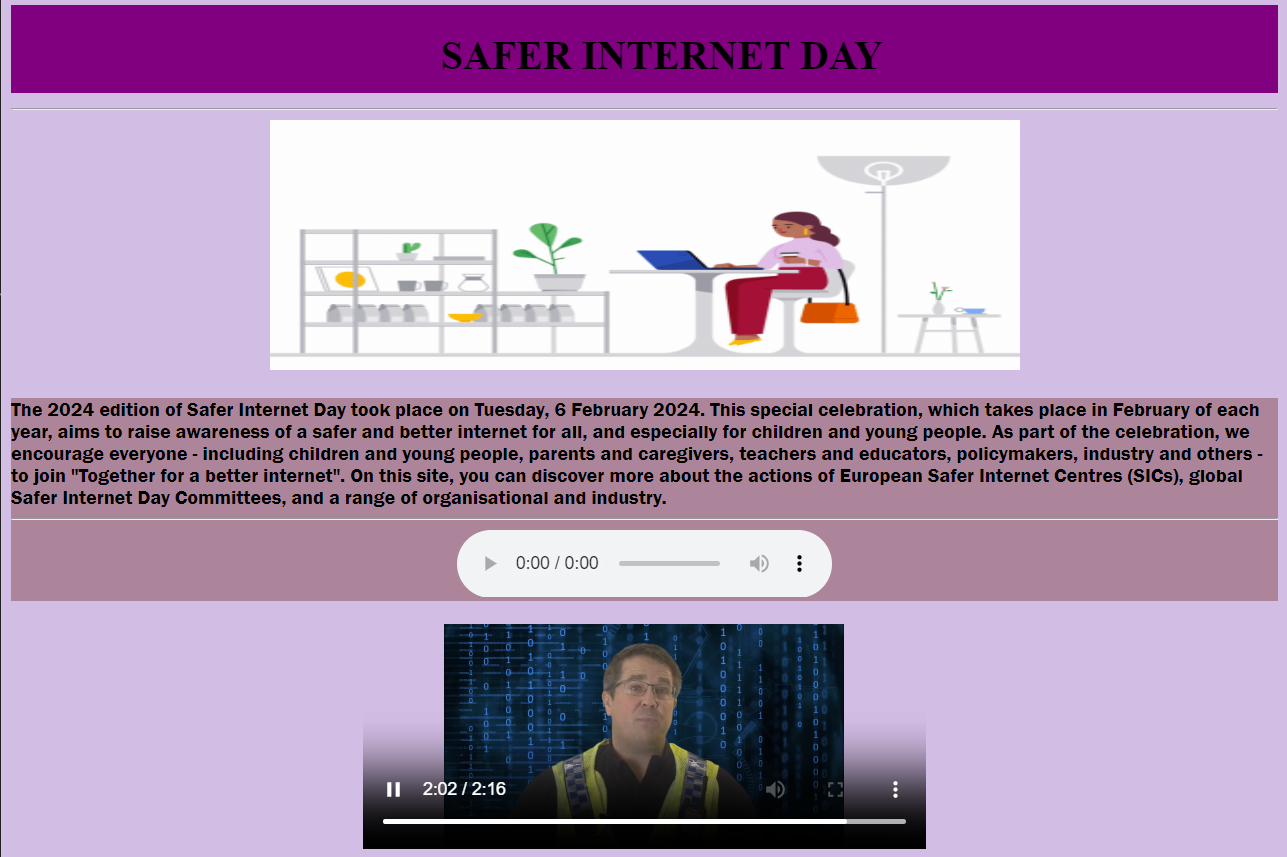 SAFER INTERNET DAY
The 2024 edition of Safer Internet Day took place on Tuesday, 6 February 2024. This special celebration, which takes place in February of each
year, aims to raise awareness of a safer and better internet for all, and especially for children and young people. As part of the celebration, we
encourage everyone - including children and young people, parents and caregivers, teachers and educators, policymakers, industry and others -
to join "Together for a better internet". On this site, you can discover more about the actions of European Safer Internet Centres (SICs), global
Safer Internet Day Committees, and a range of organisational and industry.
0:00 / 0:00
2:02 / 2:16